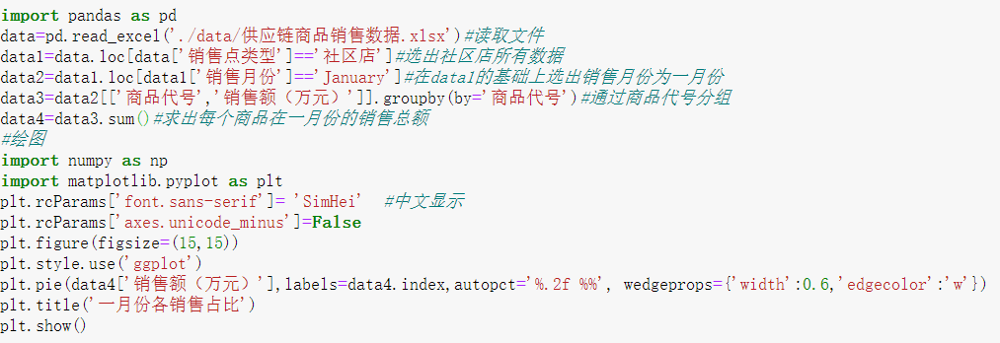 import pandas as pd
data=pd.read_excel('./data/供应链商品销售数据.xlsx')#读取文件
data1=data.loc[data['销售点类型']=='社区店']#选出社区店所有数据
data2=data1.loc[data1['销售月份']=='January']#在data1的基础上选出销售月份为一月份
data3=data2[['商品代号','销售额（万元）']].groupby(by='商品代号')#通过商品代号分组
data4=data3.sum()#求出每个商品在一月份的销售总额
#绘图
import numpy as np
import matplotlib.pyplot as plt
plt.rcParams['font.sans-serif']= 'SimHei'  #中文显示
plt.rcParams['axes.unicode_minus']=False
plt.figure(figsize=(15,15))
plt.style.use('ggplot')
plt.pie(data4['销售额（万元）'],labels=data4.index,autopct='%.2f %%', wedgeprops={'width':0.6,'edgecolor':'w'})
plt.title('一月份各销售占比')
plt.show()